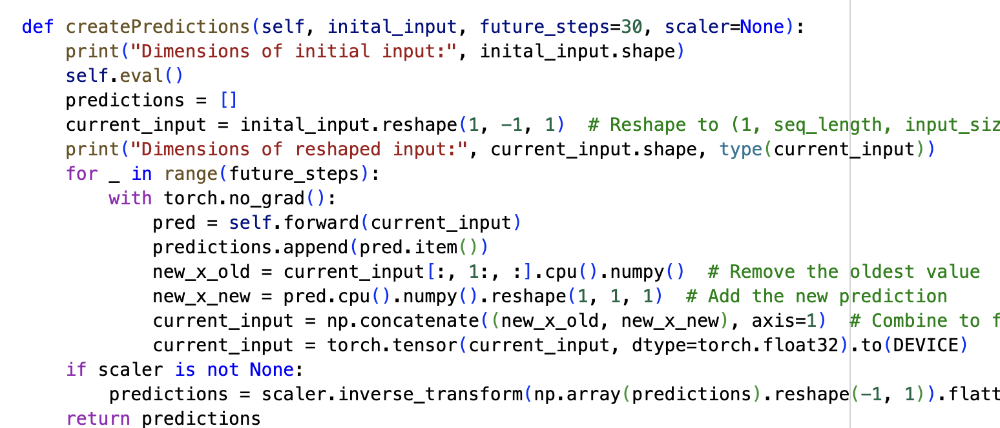 def createPredictions(self, inital_input, future_steps=30, scaler=None):
print("Dimensions of initial input:", inital_input.shape)
self.eval()
predictions = []
current_input = inital_input.reshape(1, -1, 1)  # Reshape to (1, seq_length, input_siz
print("Dimensions of reshaped input:", current_input.shape, type(current_input))
for _ in range(future_steps):
with torch.no_grad():
pred = self.forward(current_input)
predictions.append(pred.item())
new_x_old = current_input[:, 1:, :].cpu().numpy()  # Remove the oldest value
new_x_new = pred.cpu().numpy().reshape(1, 1, 1)  # Add the new prediction
current_input = np.concatenate((new_x_old, new_x_new), axis=1)  # Combine to f
current_input = torch.tensor(current_input, dtype=torch.float32).to(DEVICE)
if scaler is not None:
predictions = scaler.inverse_transform(np.array(predictions).reshape(-1, 1)).flatt
return predictions